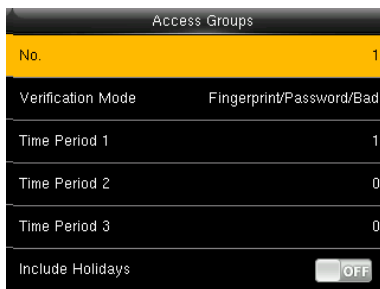 Access Groups
No. 1
Verification Mode Fingerprint/Password/Bad
Time Period 1 1
Time Period 2 0
Time Period 3 0
Include Holidays OFF